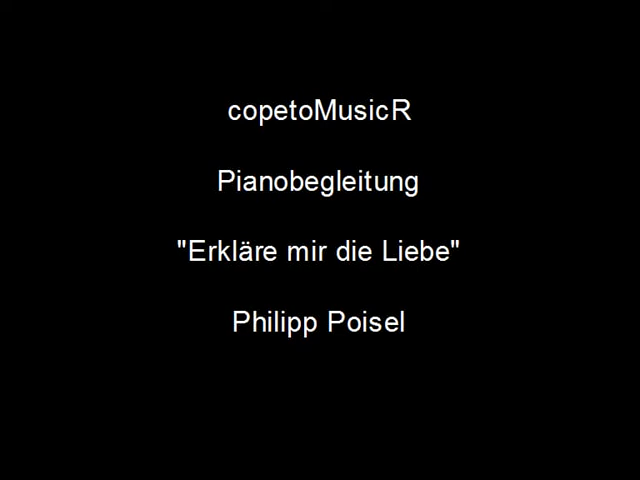 copetoMusicR
Pianobegleitung
"Erkläre mir die Liebe"
Philipp Poisel